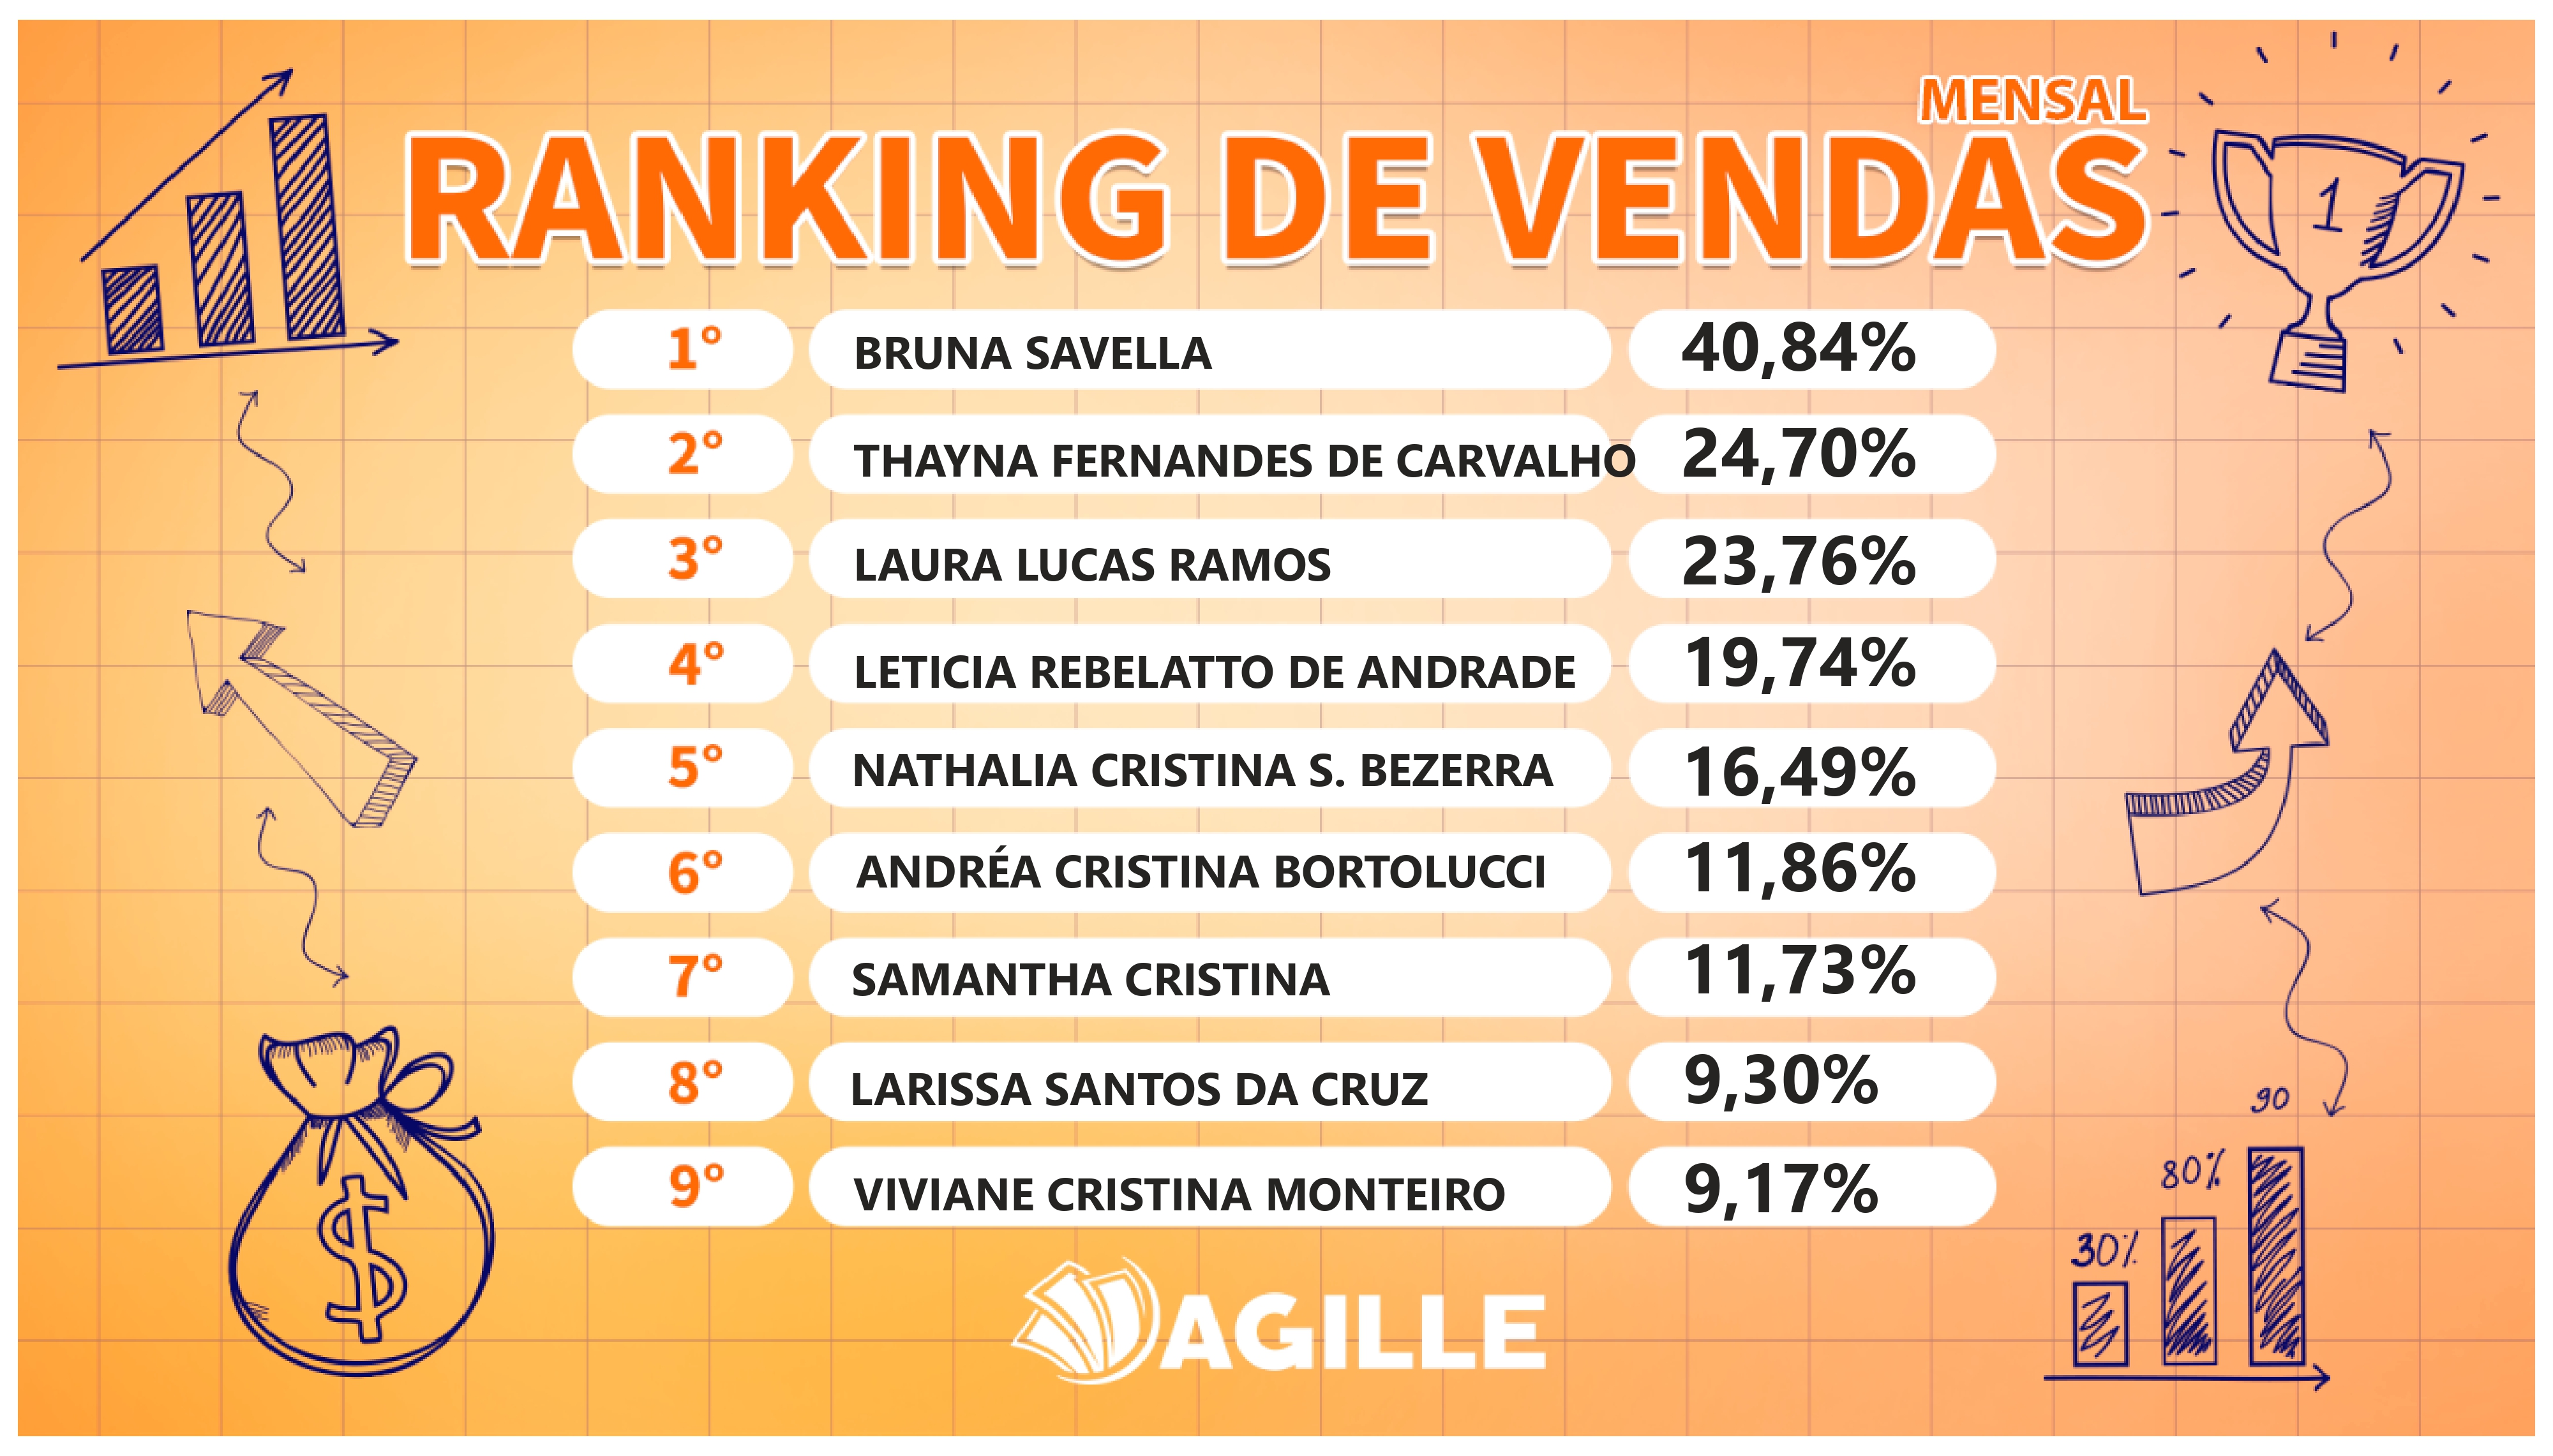 MENSAL
RANKING DE VENDAS
1
1° BRUNA SAVELLA 40,84%
2° THAYNA FERNANDES DE CARVALHO 24,70%
3° LAURA LUCAS RAMOS 23,76%
4° LETICIA REBELATTO DE ANDRADE 19,74%
5° NATHALIA CRISTINA S. BEZERRA 16,49%
6° ANDRÉA CRISTINA BORTOLUCCI 11,86%
7° SAMANTHA CRISTINA 11,73%
8° LARISSA SANTOS DA CRUZ 9,30%
9° VIVIANE CRISTINA MONTEIRO 9,17%
90
80%
30%
$
AGILLE